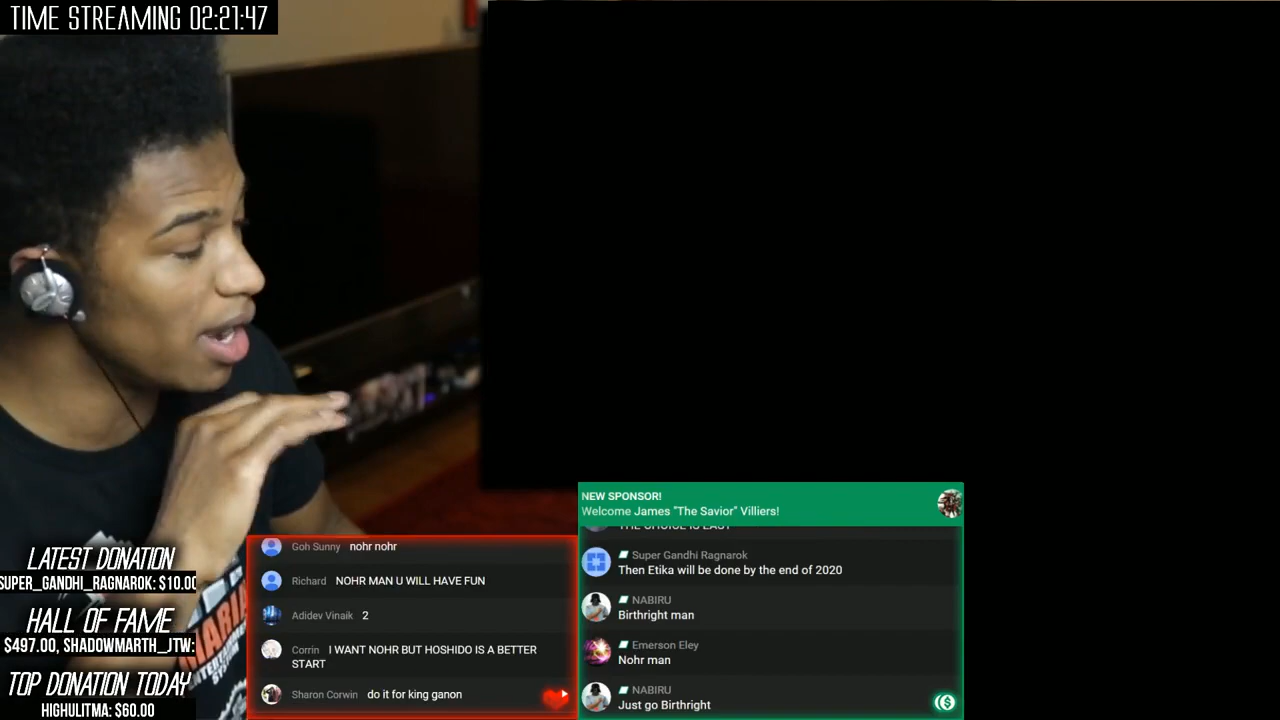 TIME STREAMING 02:21:47
LATEST DONATION
SUPER_GANDHI_RAGNAROK: $10.00
HALL OF FAME
$497.00, SHADOWMARTH_JTW:
TOP DONATION TODAY
HIGHULITMA: $60.00
Goh Sunny nohr nohr
Richard NOHR MAN U WILL HAVE FUN
Adidev Vinaik 2
Corrin I WANT NOHR BUT HOSHIDO IS A BETTER
START
Sharon Corwin do it for king ganon
NEW SPONSOR!
Welcome James "The Savior" Villiers!
THE CHOICE IS EASY
Super Gandhi Ragnarok
Then Etika will be done by the end of 2020
NABIRU
Birthright man
Emerson Eley
Nohr man
NABIRU
Just go Birthright